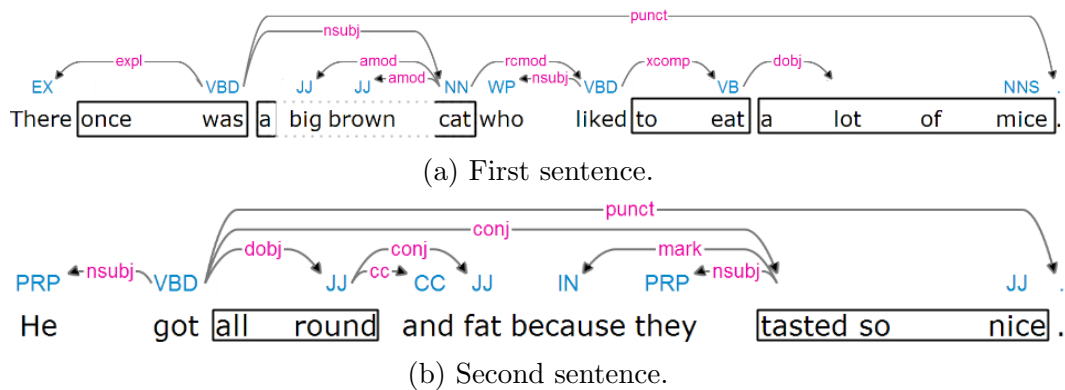 punct
nsubj
expl amod rcmod xcomp dobj
EX VBD JJ JJ amod NN WP nsubj VBD VB NNS .
There once was a big brown cat who liked to eat a lot of mice.
(a) First sentence.
punct
conj
dobj conj mark
PRP nsubj VBD JJ cc CC JJ IN PRP nsubj JJ .
He got all round and fat because they tasted so nice.
(b) Second sentence.